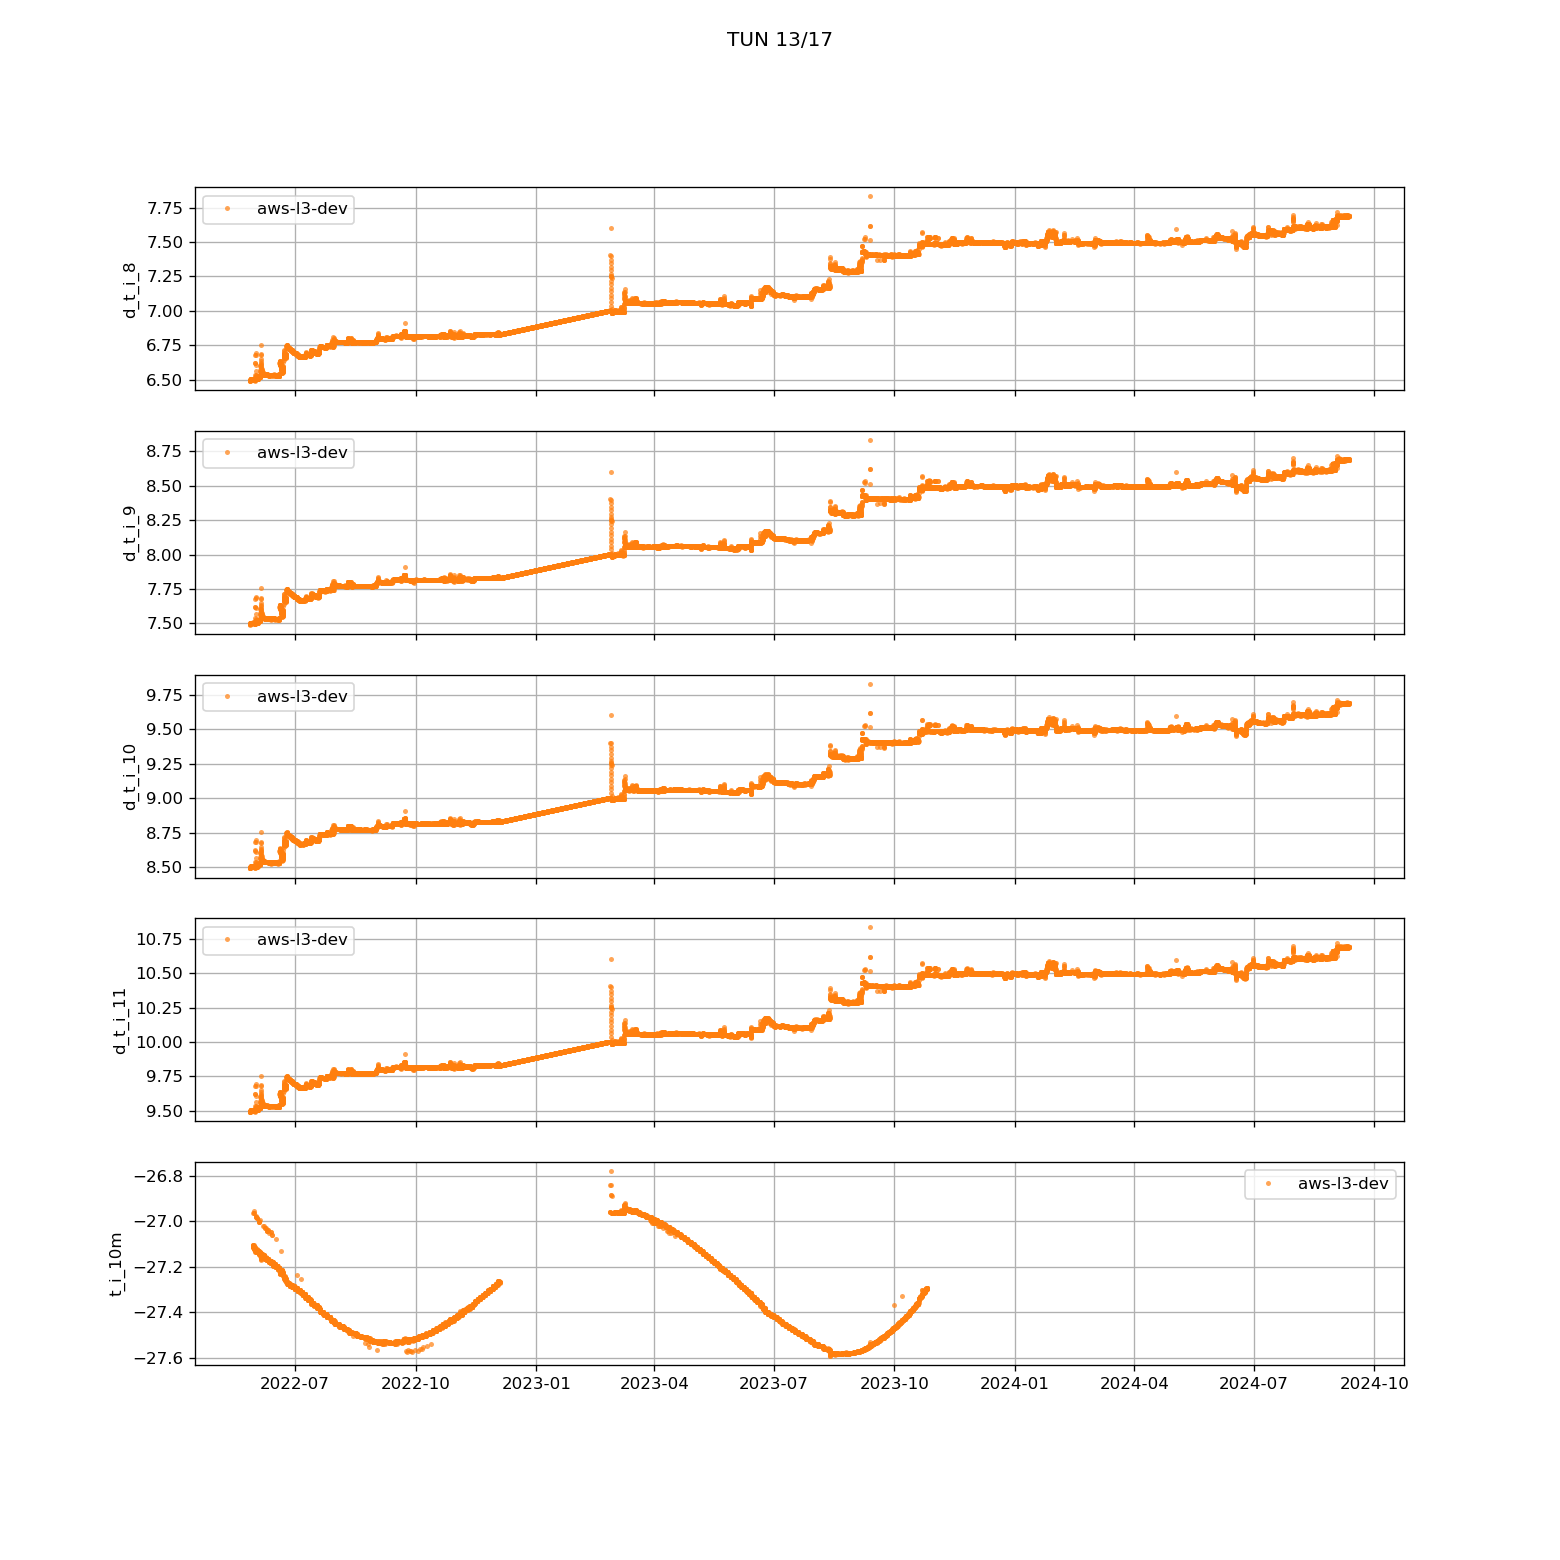 TUN 13/17
aws-l3-dev
7.75
7.50
7.25
7.00
6.75
6.50
d_t_i_8
aws-l3-dev
8.75
8.50
8.25
8.00
7.75
7.50
d_t_i_9
aws-l3-dev
9.75
9.50
9.25
9.00
8.75
8.50
d_t_i_10
aws-l3-dev
10.75
10.50
10.25
10.00
9.75
9.50
d_t_i_11
aws-l3-dev
−26.8
−27.0
−27.2
−27.4
−27.6
t_i_10m
2022-07 2022-10 2023-01 2023-04 2023-07 2023-10 2024-01 2024-04 2024-07 2024-10